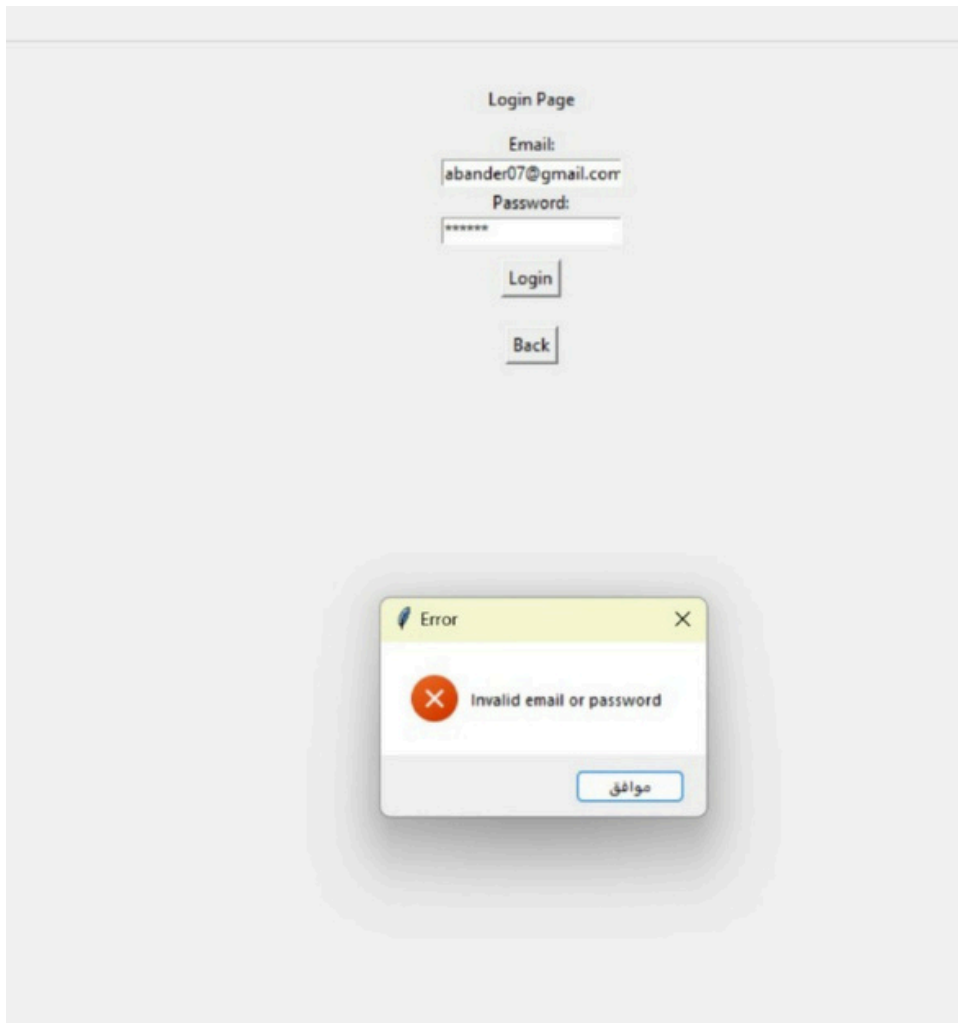 Login Page
Email:
abander07@gmail.com
Password:
******
Login
Back
Error
Invalid email or password
موافق